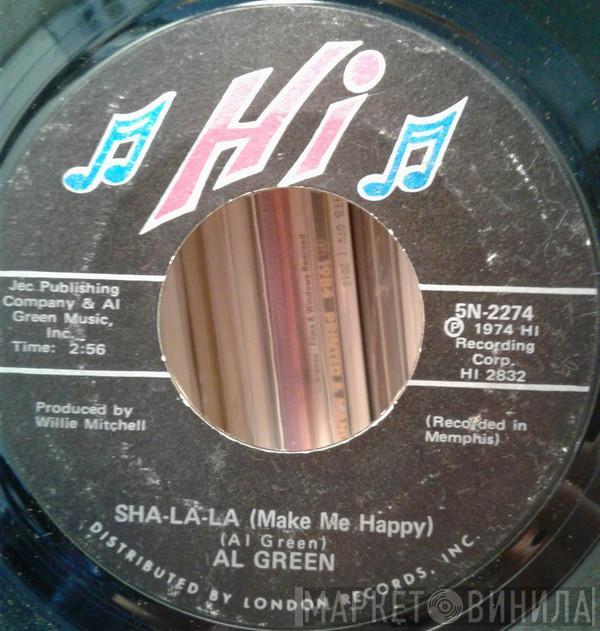 Hi
Jec Publishing
Company & Al
Green Music,
Inc.
Time: 2:56
5N-2274
Ⓟ 1974 HI
Recording
Corp.
HI 2832
Produced by
Willie Mitchell
(Recorded in
Memphis)
SHA-LA-LA (Make Me Happy)
(Al Green)
AL GREEN
DISTRIBUTED BY LONDON RECORDS, INC.
МАРКЕТ ВИНИЛА